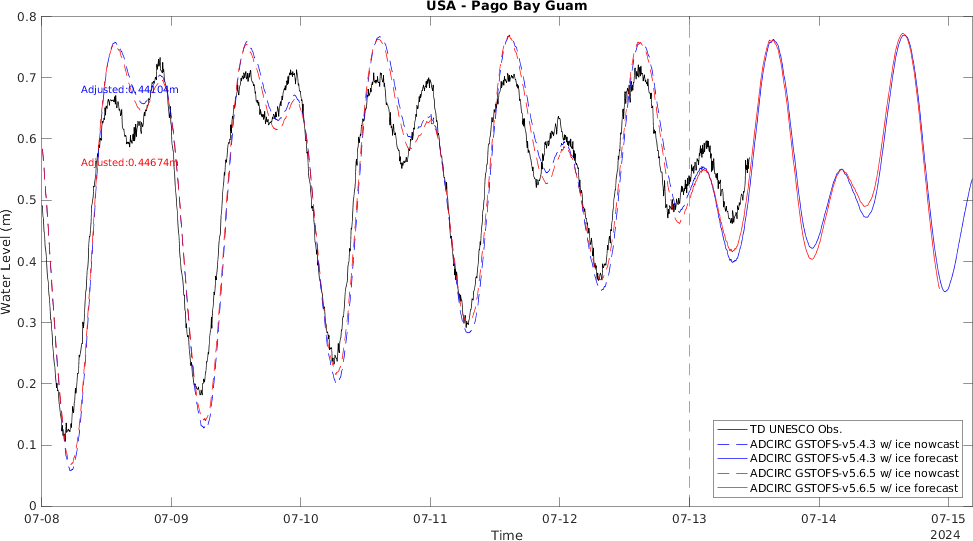 USA - Pago Bay Guam
0.8
0.7
0.6
0.5
0.4
0.3
0.2
0.1
0
Water Level (m)
Adjusted:0.44104m
Adjusted:0.44674m
TD UNESCO Obs.
ADCIRC GSTOFS-v5.4.3 w/ ice nowcast
ADCIRC GSTOFS-v5.4.3 w/ ice forecast
ADCIRC GSTOFS-v5.6.5 w/ ice nowcast
ADCIRC GSTOFS-v5.6.5 w/ ice forecast
07-08 07-09 07-10 07-11 07-12 07-13 07-14 07-15
2024
Time